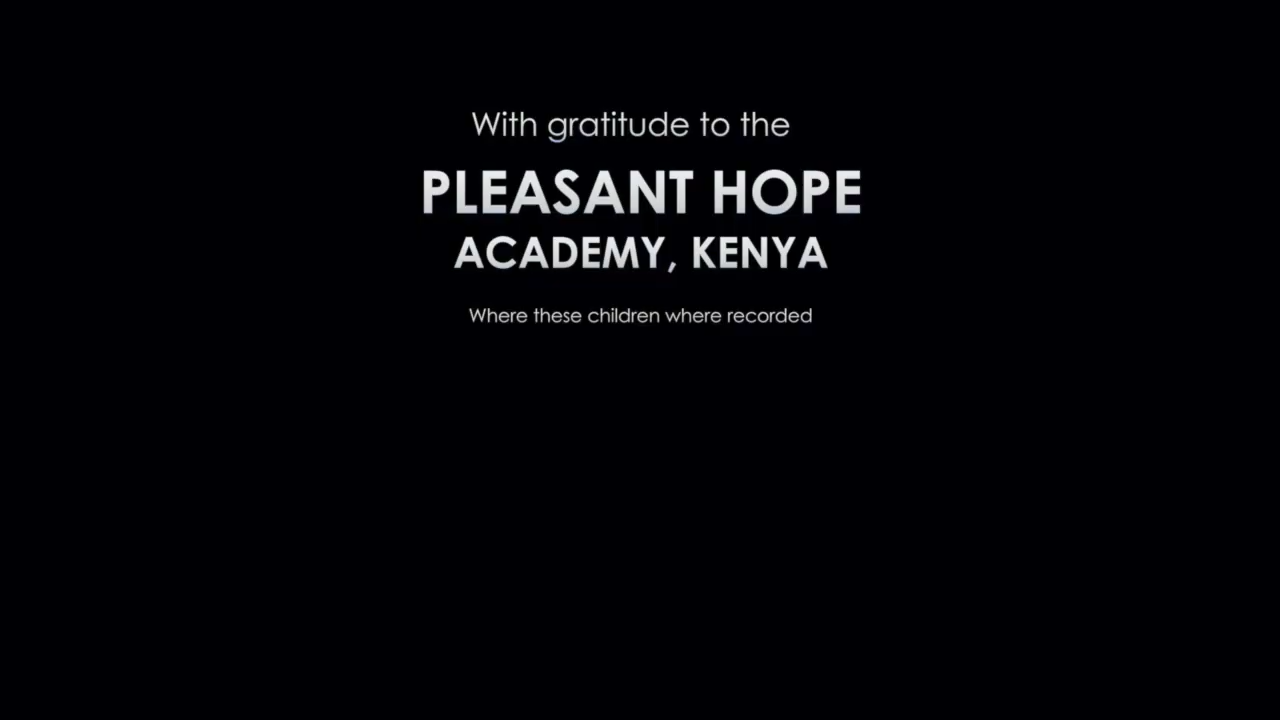 With gratitude to the
PLEASANT HOPE
ACADEMY, KENYA
Where these children where recorded